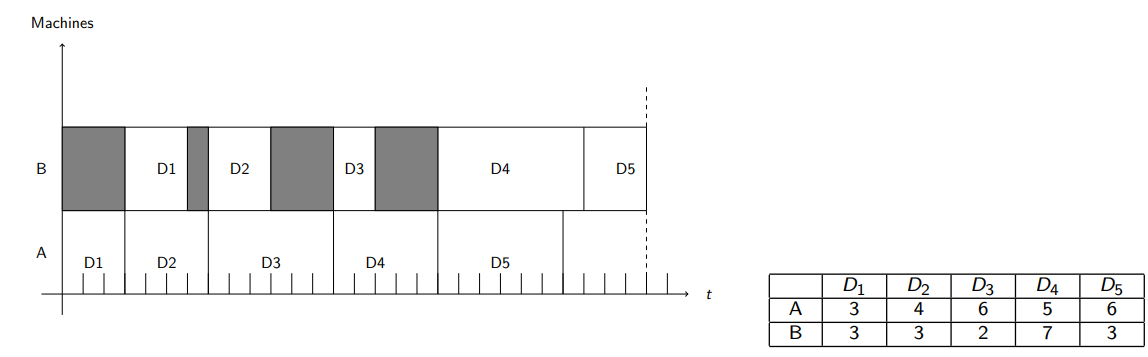 Machines
B D1 D2 D3 D4 D5
A D1 D2 D3 D4 D5
t
D1 D2 D3 D4 D5
A 3 4 6 5 6
B 3 3 2 7 3